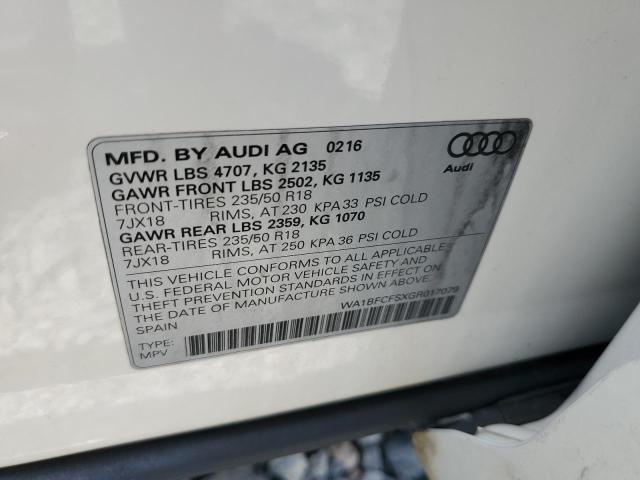 MFD. BY AUDI AG 0216
GVWR LBS 4707, KG 2135
GAWR FRONT LBS 2502, KG 1135
FRONT-TIRES 235/50 R18
7JX18 RIMS, AT 230 KPA 33 PSI COLD
GAWR REAR LBS 2359, KG 1070
REAR-TIRES 235/50 R18
7JX18 RIMS, AT 250 KPA 36 PSI COLD
THIS VEHICLE CONFORMS TO ALL APPLICABLE
U.S. FEDERAL MOTOR VEHICLE SAFETY AND
THEFT PREVENTION STANDARDS IN EFFECT ON
THE DATE OF MANUFACTURE SHOWN ABOVE.
SPAIN
WA1BFCFSXGR017079
TYPE:
MPV
Audi